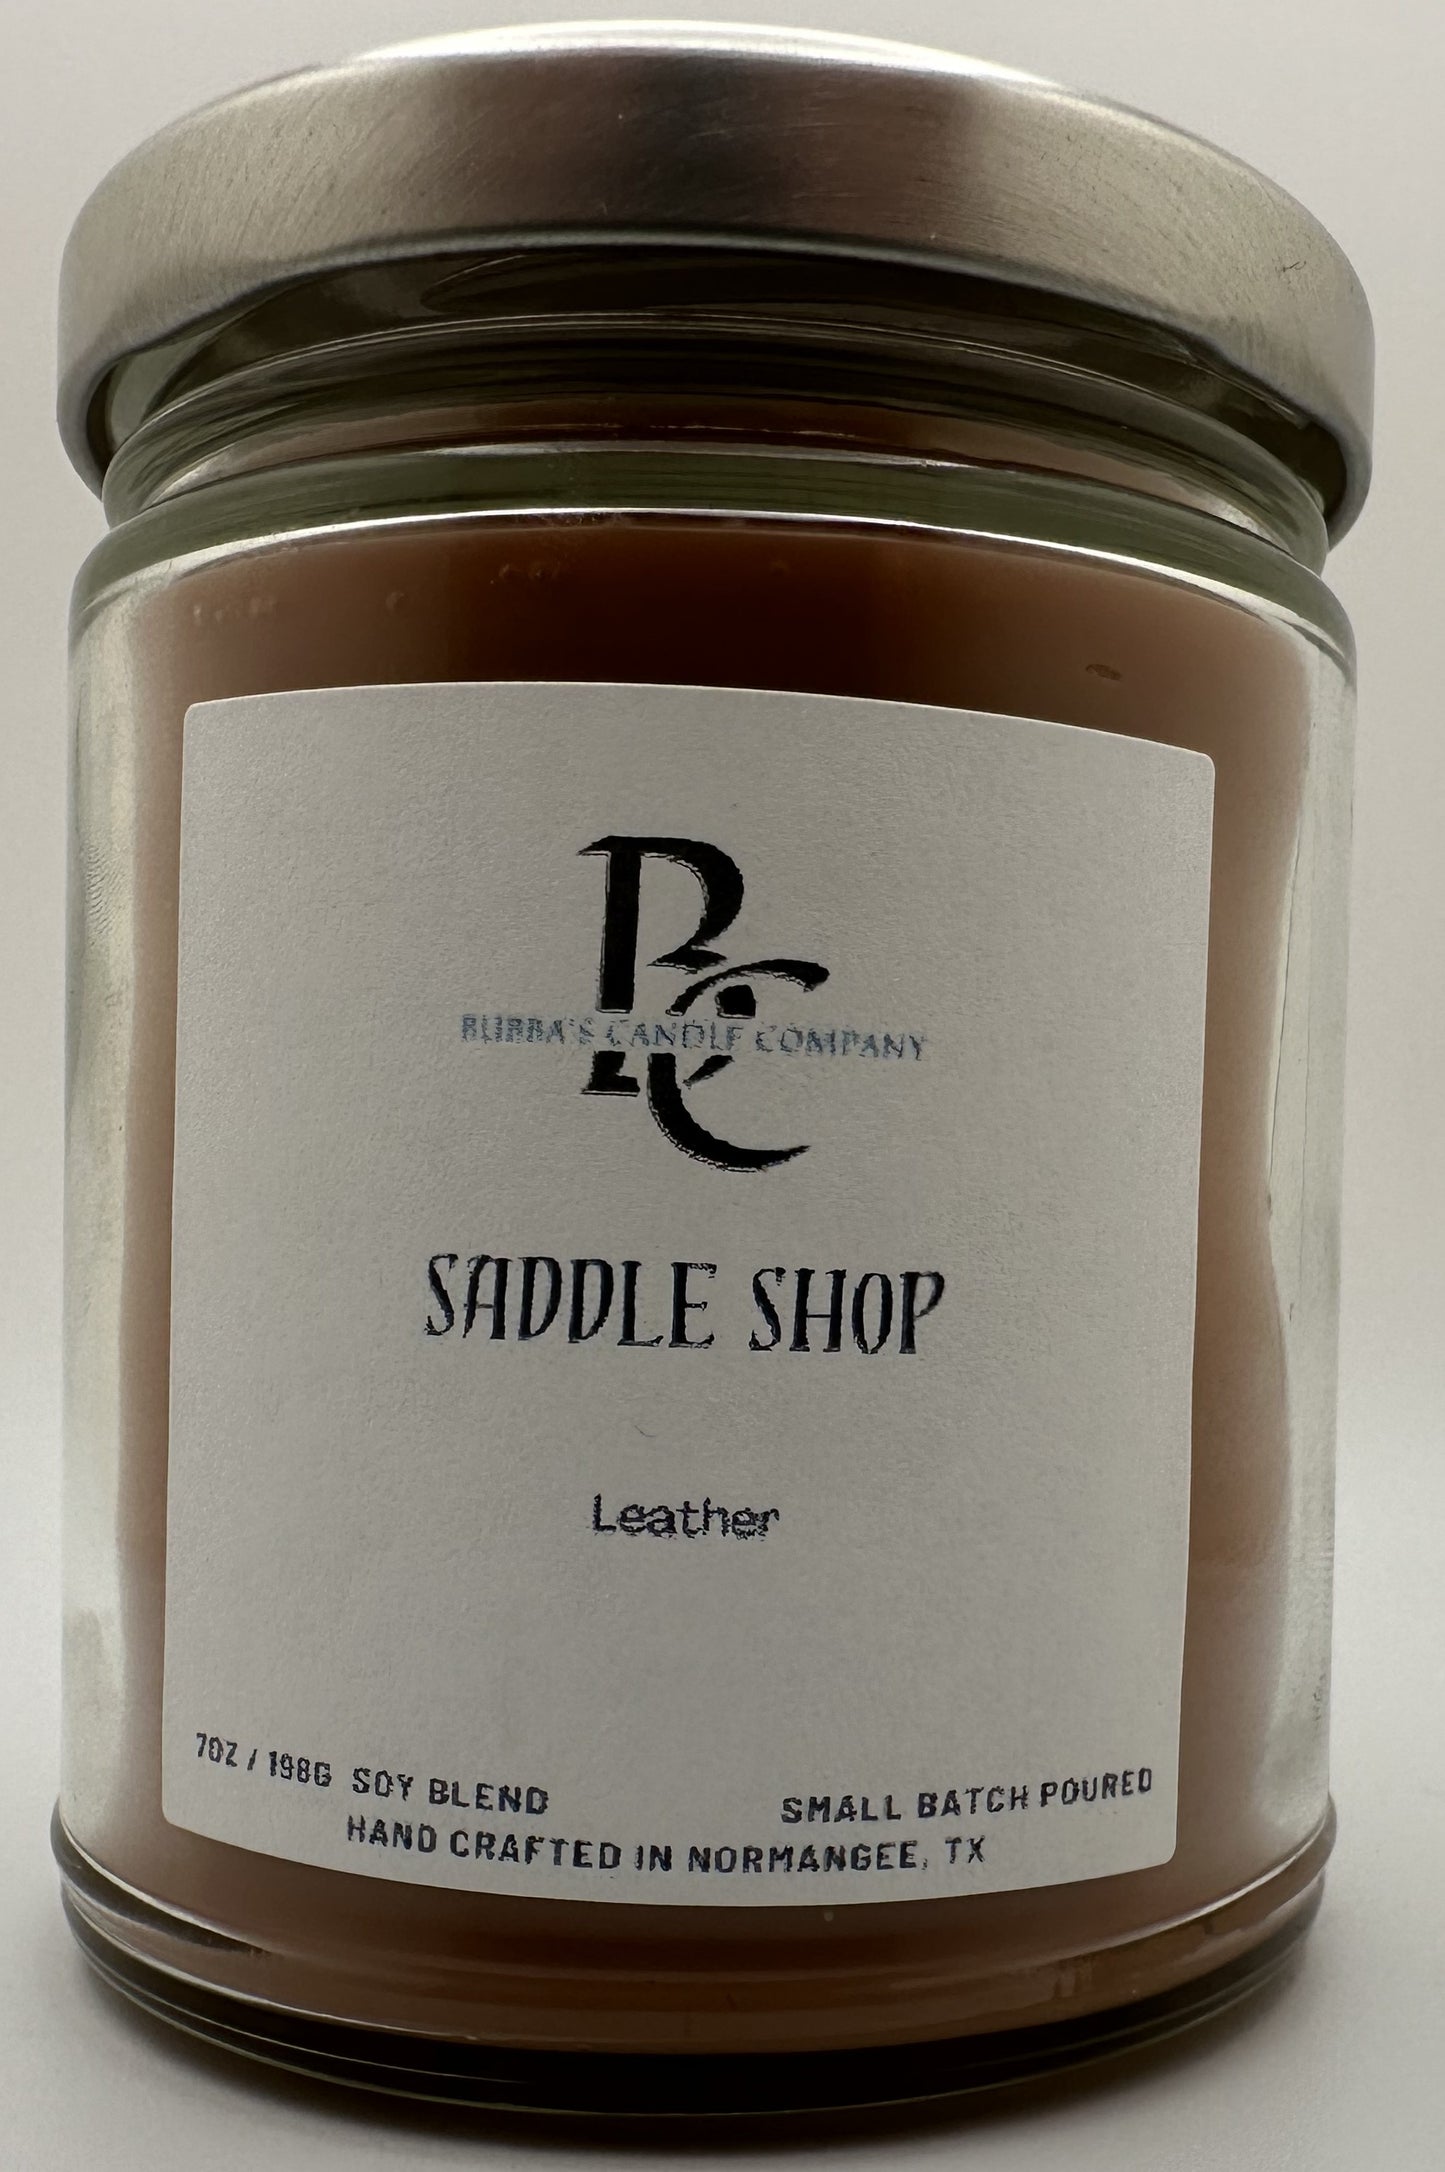 BC
BUBBA'S CANDLE COMPANY
SADDLE SHOP
Leather
7OZ / 198G SOY BLEND SMALL BATCH POURED
HAND CRAFTED IN NORMANGEE, TX